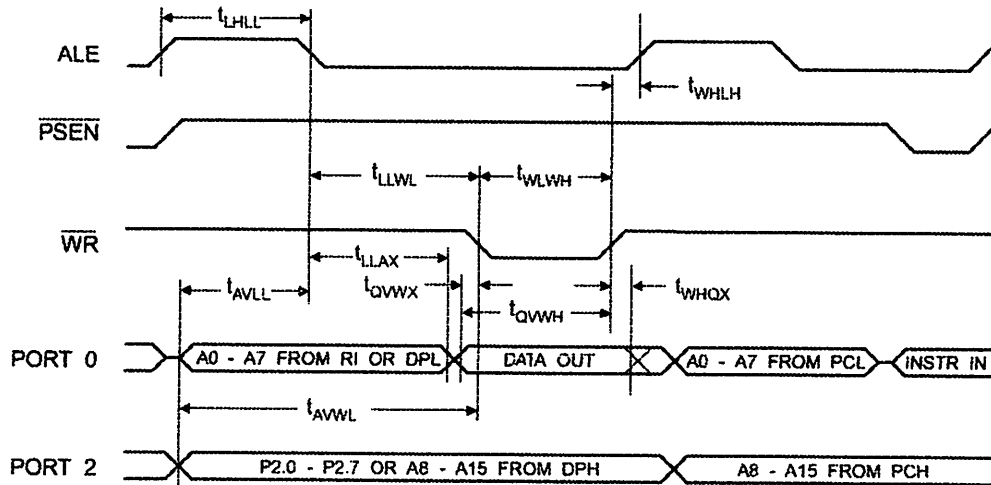 tLHLL
ALE
tWHLH
PSEN
tLLWL
tWLWH
WR
tLLAX
tAVLL
tQVWX
tWHQX
tQVWH
PORT 0
A0 - A7 FROM RI OR DPL
DATA OUT
A0 - A7 FROM PCL
INSTR IN
tAVWL
PORT 2
P2.0 - P2.7 OR A8 - A15 FROM DPH
A8 - A15 FROM PCH